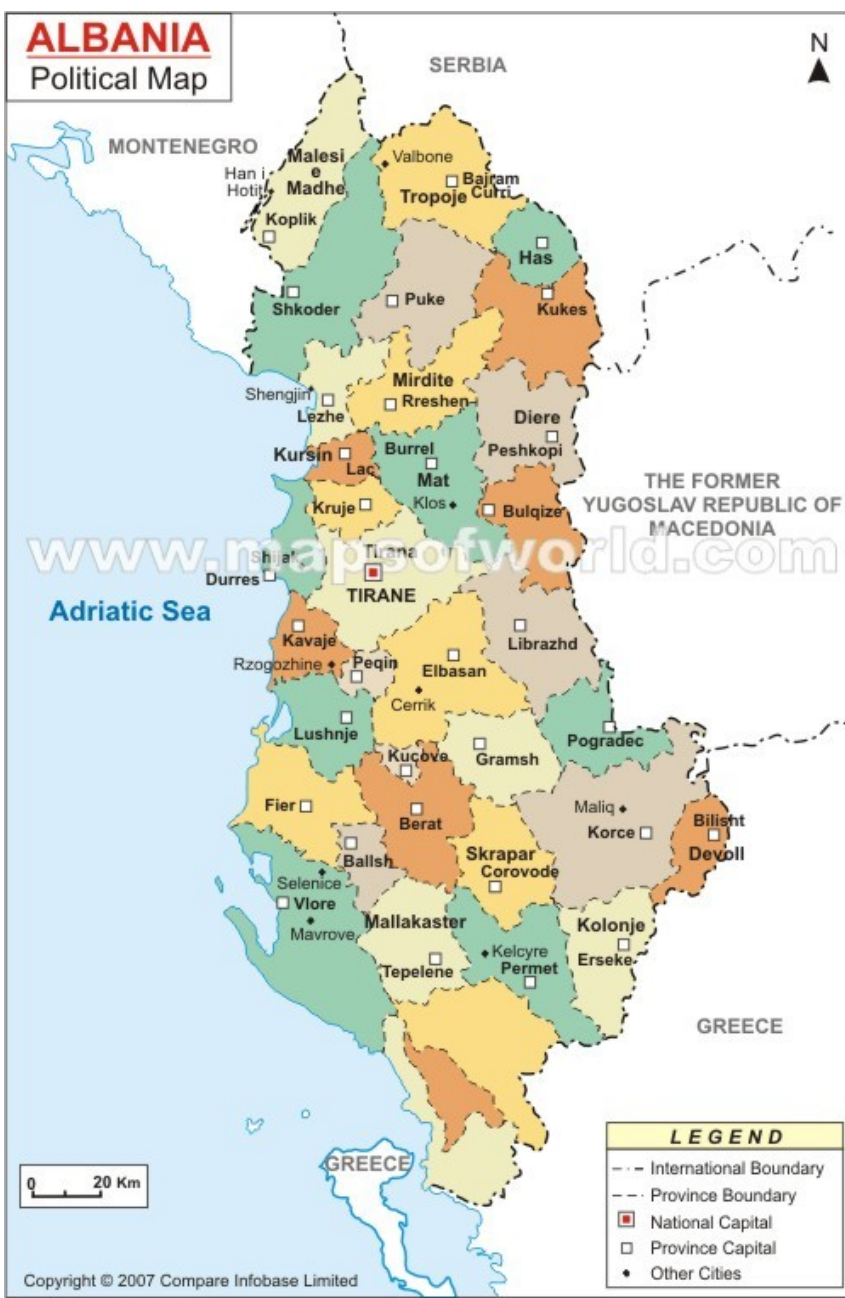 ALBANIA
Political Map
N
SERBIA
MONTENEGRO
Han i
Hotit
Malesi
e
Madhe
Koplik
Valbone
Bajram
Curri
Tropoje
Has
Shkoder
Puke
Kukes
Shengjin
Lezhe
Mirdite
Rreshen
Diere
Peshkopi
Kursin
Lac
Burrel
Mat
Klos
Kruje
Bulqize
THE FORMER
YUGOSLAV REPUBLIC OF
MACEDONIA
www.mapsofworld.com
Shijak
Tirana
Durres
TIRANE
Adriatic Sea
Kavaje
Librazhd
Rzogozhine
Peqin
Elbasan
Cerrik
Lushnje
Pogradec
Kuçove
Gramsh
Fier
Berat
Maliq
Korce
Bilisht
Devoll
Ballsh
Skrapar
Corovode
Selenice
Vlore
Mavrove
Mallakaster
Tepelene
Kelcyre
Permet
Kolonje
Erseke
GREECE
GREECE
0 20 Km
LEGEND
International Boundary
Province Boundary
National Capital
Province Capital
Other Cities
Copyright © 2007 Compare Infobase Limited